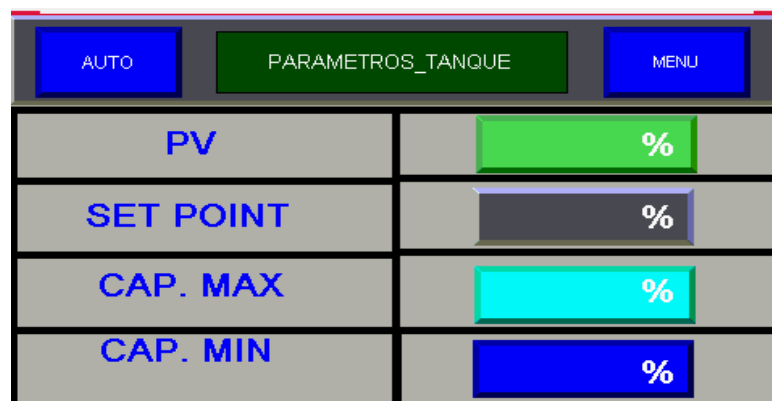 AUTO PARAMETROS_TANQUE MENU
PV %
SET POINT %
CAP. MAX %
CAP. MIN %